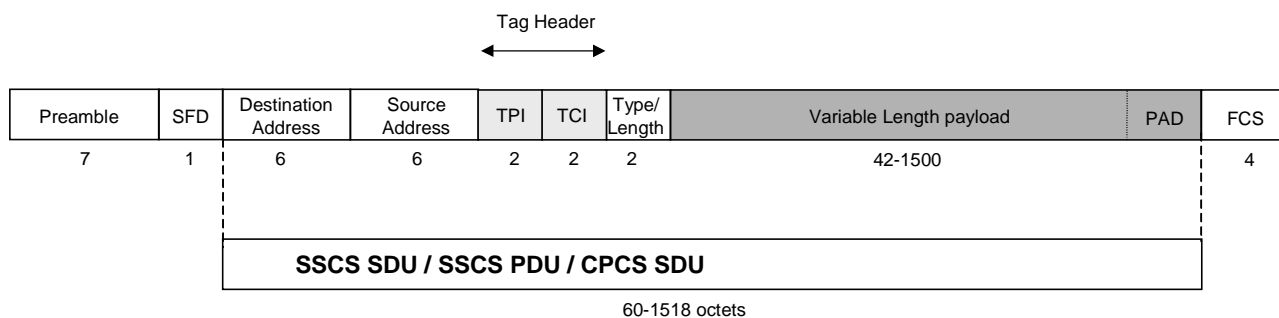 Tag Header
Preamble
SFD
Destination
Address
Source
Address
TPI
TCI
Type/
Length
Variable Length payload
PAD
FCS
7
1
6
6
2
2
2
42-1500
4
SSCS SDU / SSCS PDU / CPCS SDU
60-1518 octets